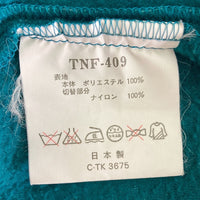 TNF-409
表地
本体 ポリエステル 100%
切替部分
ナイロン 100%
日本製
C-TK 3675